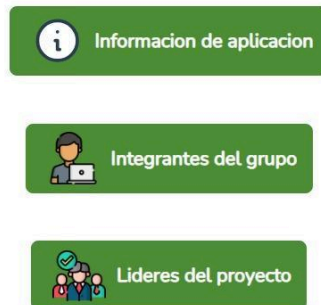 Informacion de aplicacion
Integrantes del grupo
Lideres del proyecto